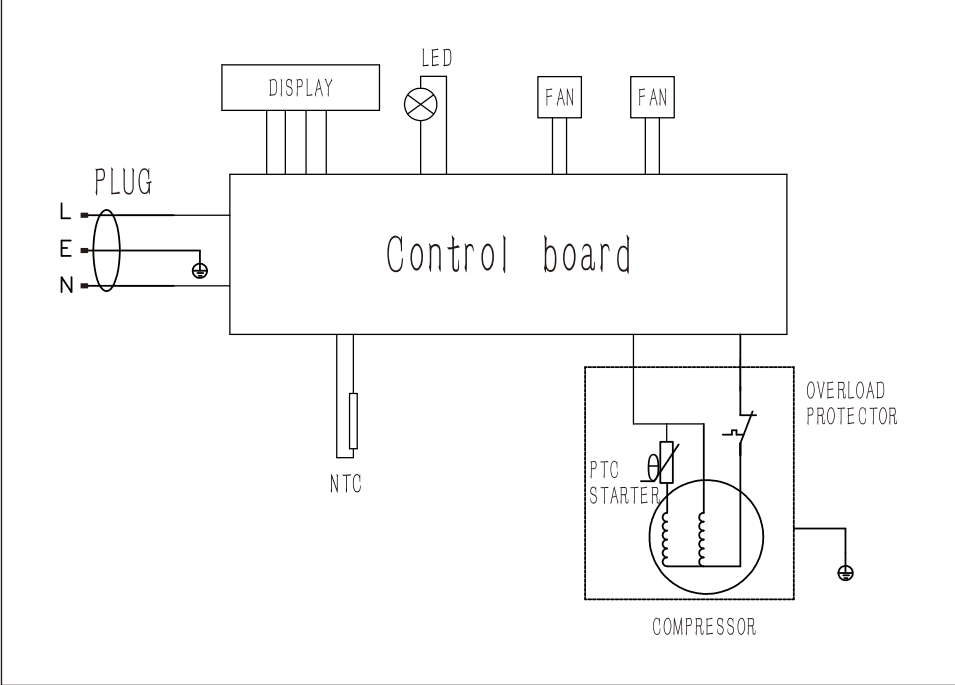 LED
DISPLAY
FAN
FAN
PLUG
L
E
N
Control board
OVERLOAD
PROTECTOR
NTC
PTC
STARTER
COMPRESSOR